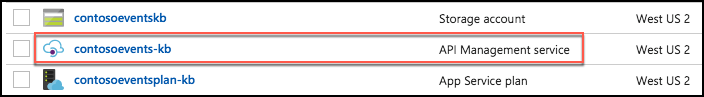 contosoeventskb Storage account West US 2
contosoevents-kb API Management service West US 2
contosoeventsplan-kb App Service plan West US 2